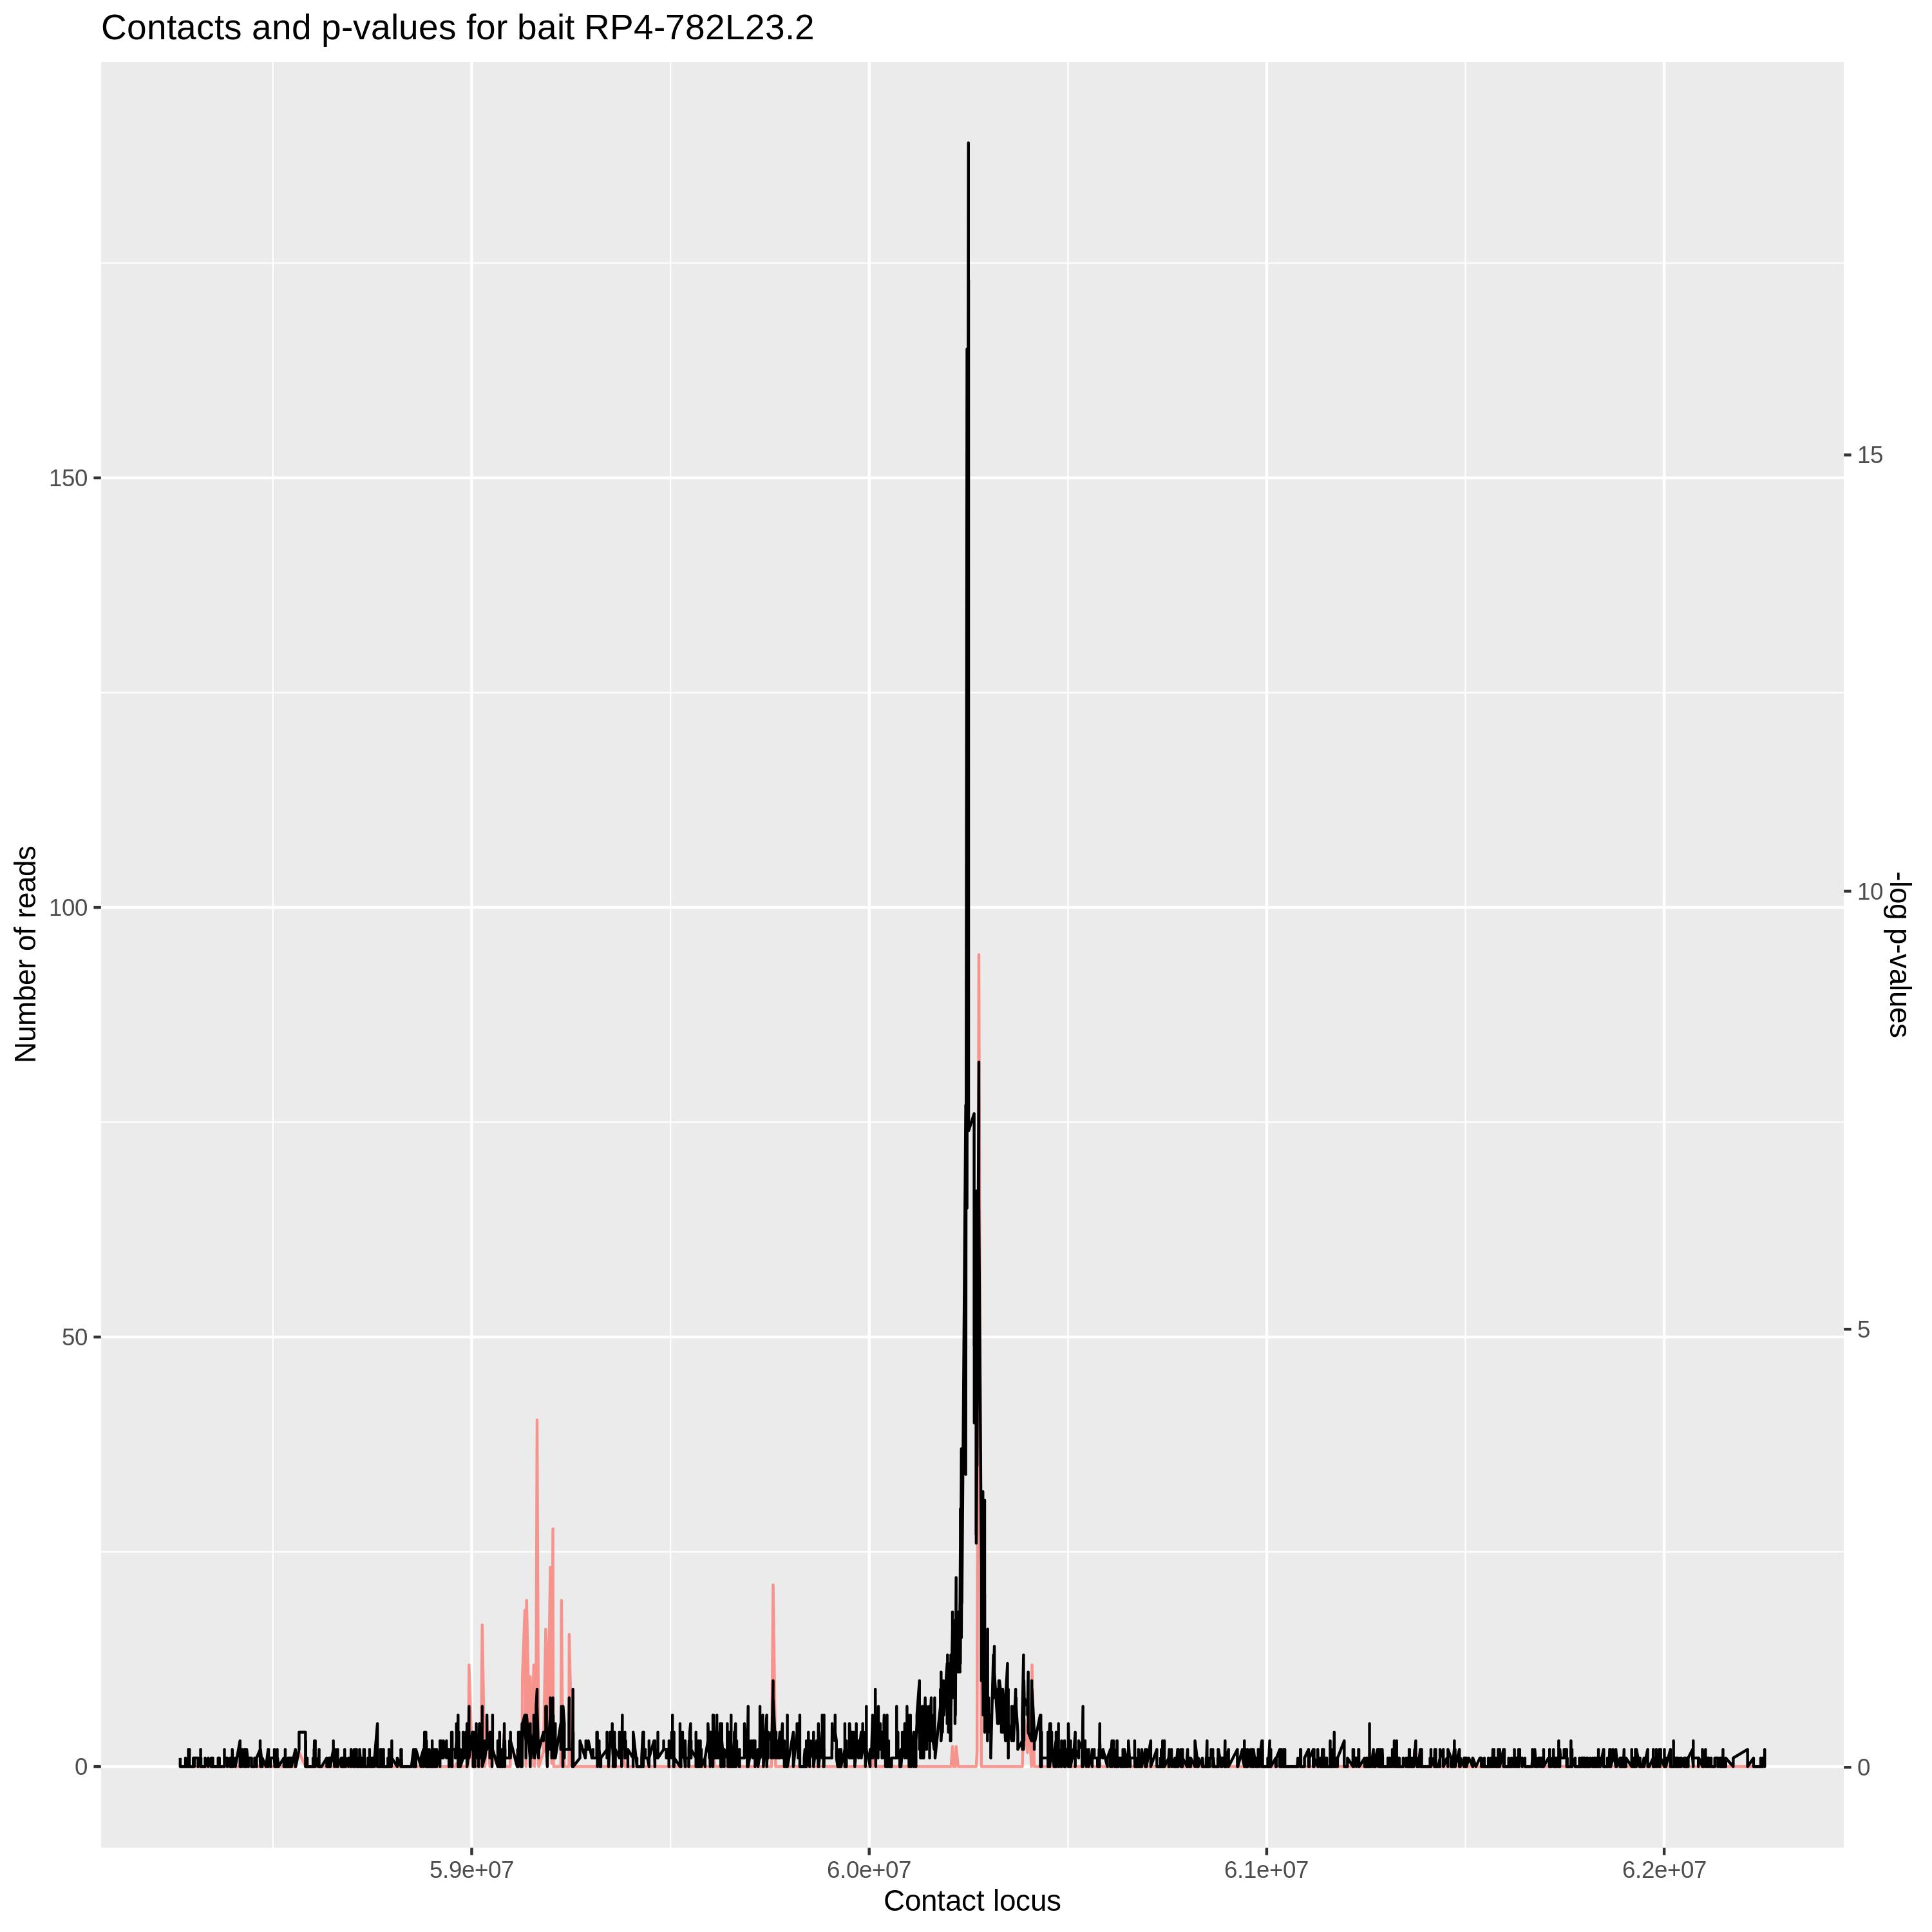 Contacts and p-values for bait RP4-782L23.2
150
100
50
0
Number of reads
15
10
5
0
-log p-values
5.9e+07
6.0e+07
6.1e+07
6.2e+07
Contact locus